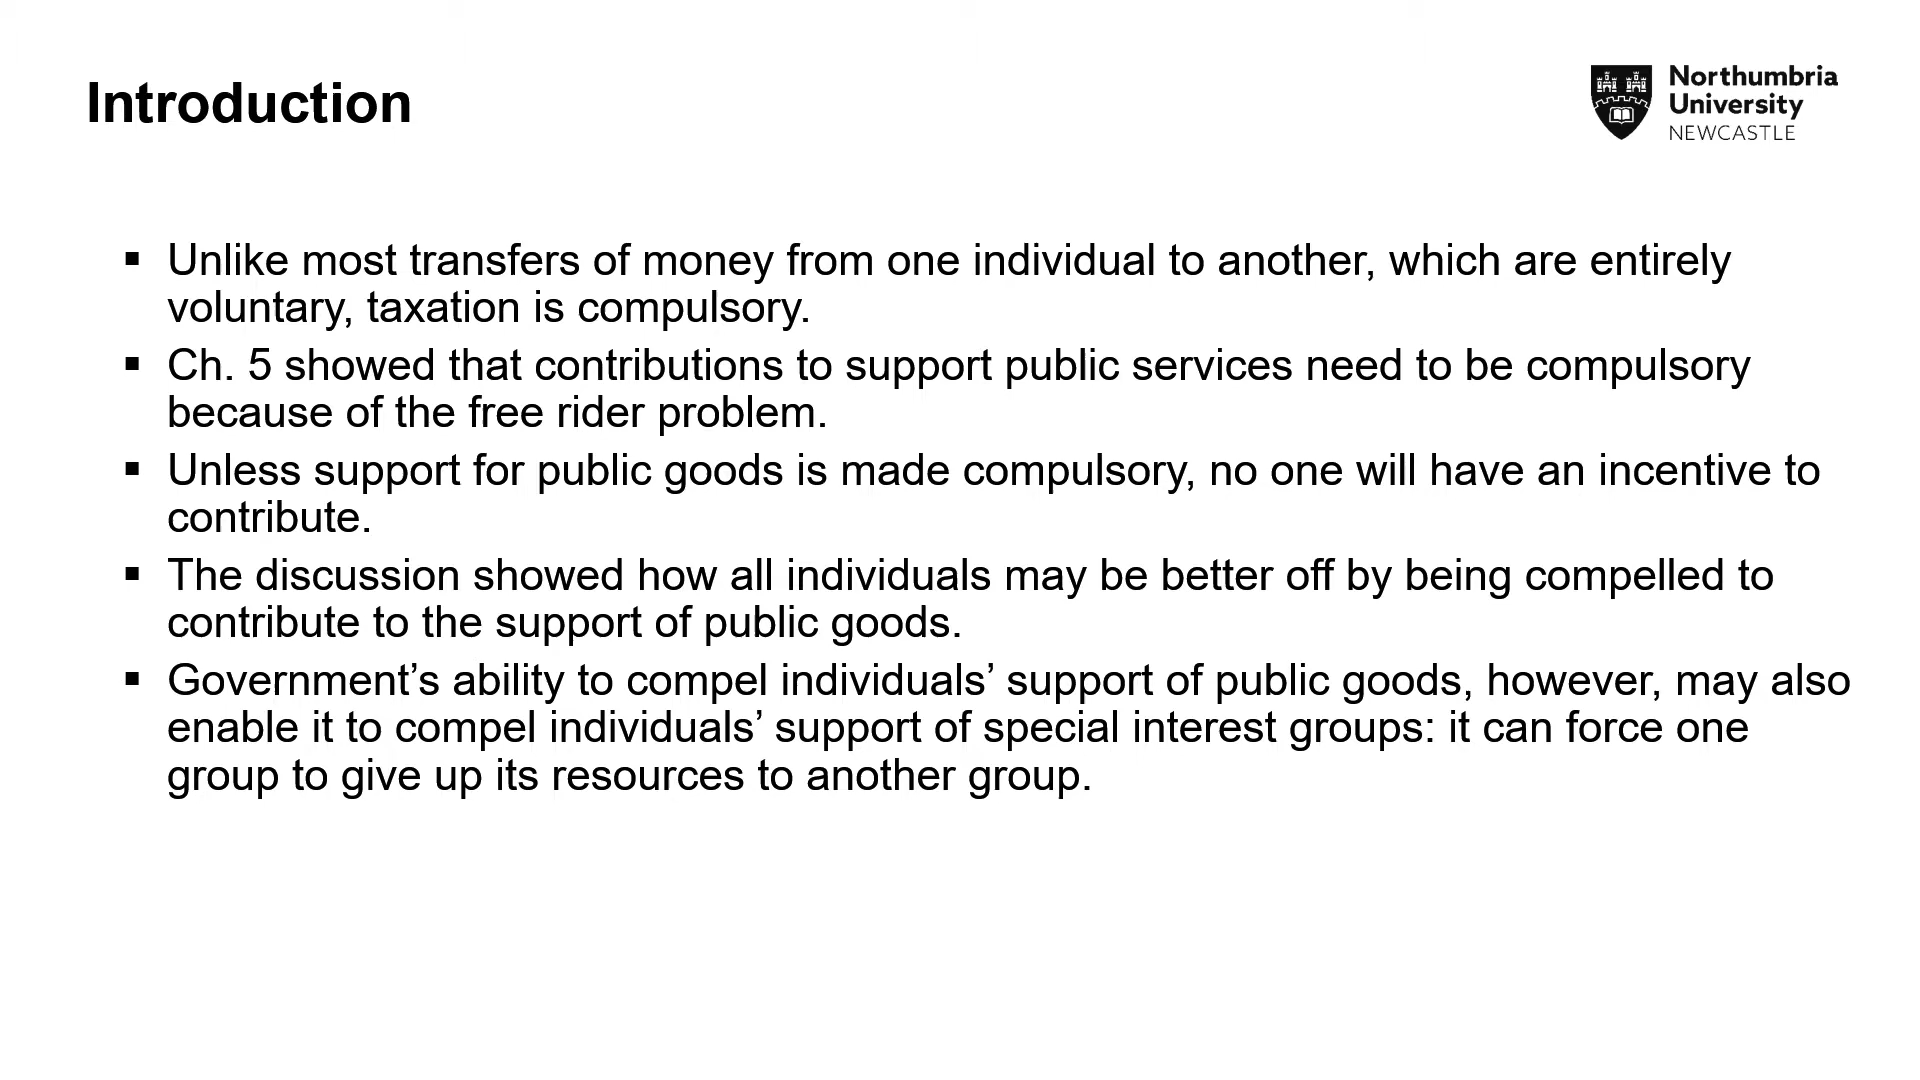 Introduction
Northumbria
University
NEWCASTLE
▪ Unlike most transfers of money from one individual to another, which are entirely
voluntary, taxation is compulsory.
▪ Ch. 5 showed that contributions to support public services need to be compulsory
because of the free rider problem.
▪ Unless support for public goods is made compulsory, no one will have an incentive to
contribute.
▪ The discussion showed how all individuals may be better off by being compelled to
contribute to the support of public goods.
▪ Government’s ability to compel individuals’ support of public goods, however, may also
enable it to compel individuals’ support of special interest groups: it can force one
group to give up its resources to another group.